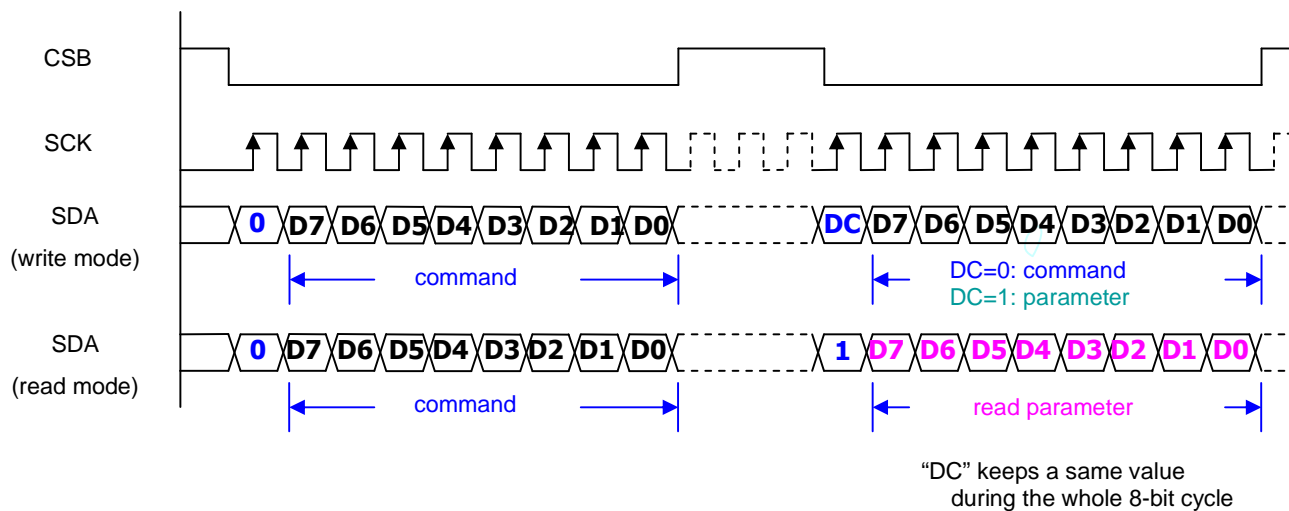 CSB
SCK
SDA
(write mode)
0 D7 D6 D5 D4 D3 D2 D1 D0 DC D7 D6 D5 D4 D3 D2 D1 D0
command
DC=0: command
DC=1: parameter
SDA
(read mode)
0 D7 D6 D5 D4 D3 D2 D1 D0 1 D7 D6 D5 D4 D3 D2 D1 D0
command
read parameter
“DC” keeps a same value
during the whole 8-bit cycle